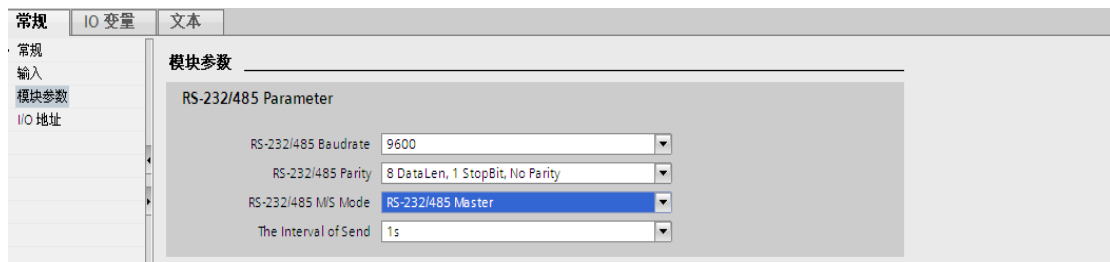 常规 IO 变量 文本
常规
输入
模块参数
I/O 地址
模块参数
RS-232/485 Parameter
RS-232/485 Baudrate 9600
RS-232/485 Parity 8 DataLen, 1 StopBit, No Parity
RS-232/485 M/S Mode RS-232/485 Master
The Interval of Send 1s